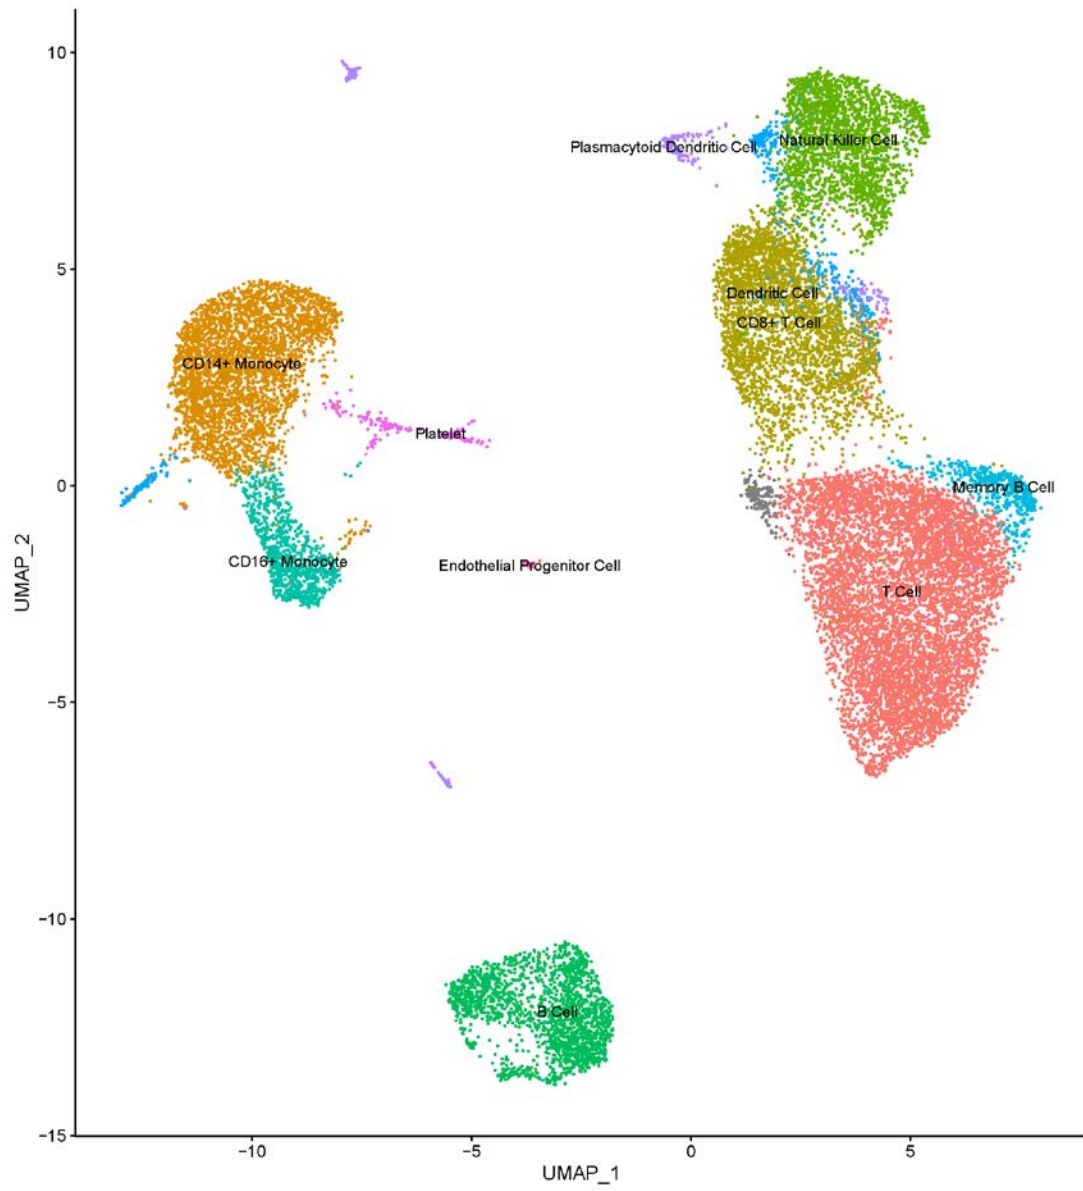 10
Plasmacytoid Dendritic Cell
Natural Killer Cell
5
Dendritic Cell
CD8+ T Cell
CD14+ Monocyte
Platelet
0
Memory B Cell
CD16+ Monocyte
Endothelial Progenitor Cell
T Cell
UMAP_2
−5
−10
B Cell
−15
−10
−5
0
5
UMAP_1